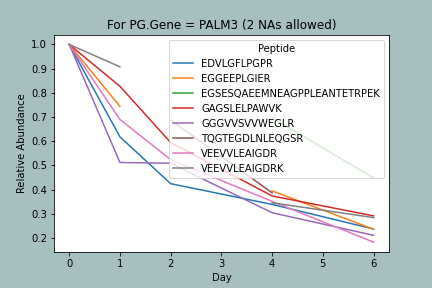 For PG.Gene = PALM3 (2 NAs allowed)
Relative Abundance
1.0
0.9
0.8
0.7
0.6
0.5
0.4
0.3
0.2
Peptide
EDVLGFLPGPR
EGGEEPLGIER
EGSESQAEEMNEAGPPLEANTETRPEK
GAGSLELPAWVK
GGGVVSVVWEGLR
TQGTEGDLNLEQGSR
VEEVVLEAIGDR
VEEVVLEAIGDRK
0
1
2
3
4
5
6
Day